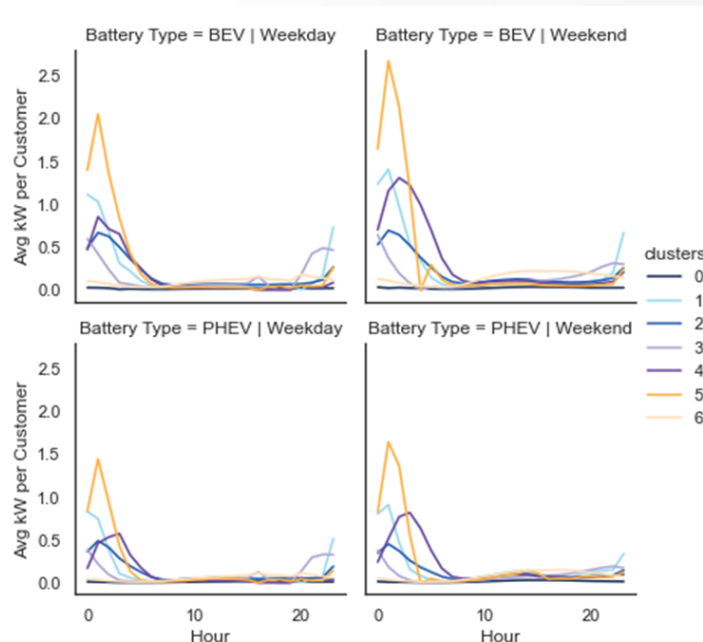 Battery Type = BEV | Weekday
Battery Type = BEV | Weekend
Avg kW per Customer
2.5
2.0
1.5
1.0
0.5
0.0
clusters
0
1
2
3
4
5
6
Battery Type = PHEV | Weekday
Battery Type = PHEV | Weekend
Avg kW per Customer
2.5
2.0
1.5
1.0
0.5
0.0
0
10
20
0
10
20
Hour
Hour